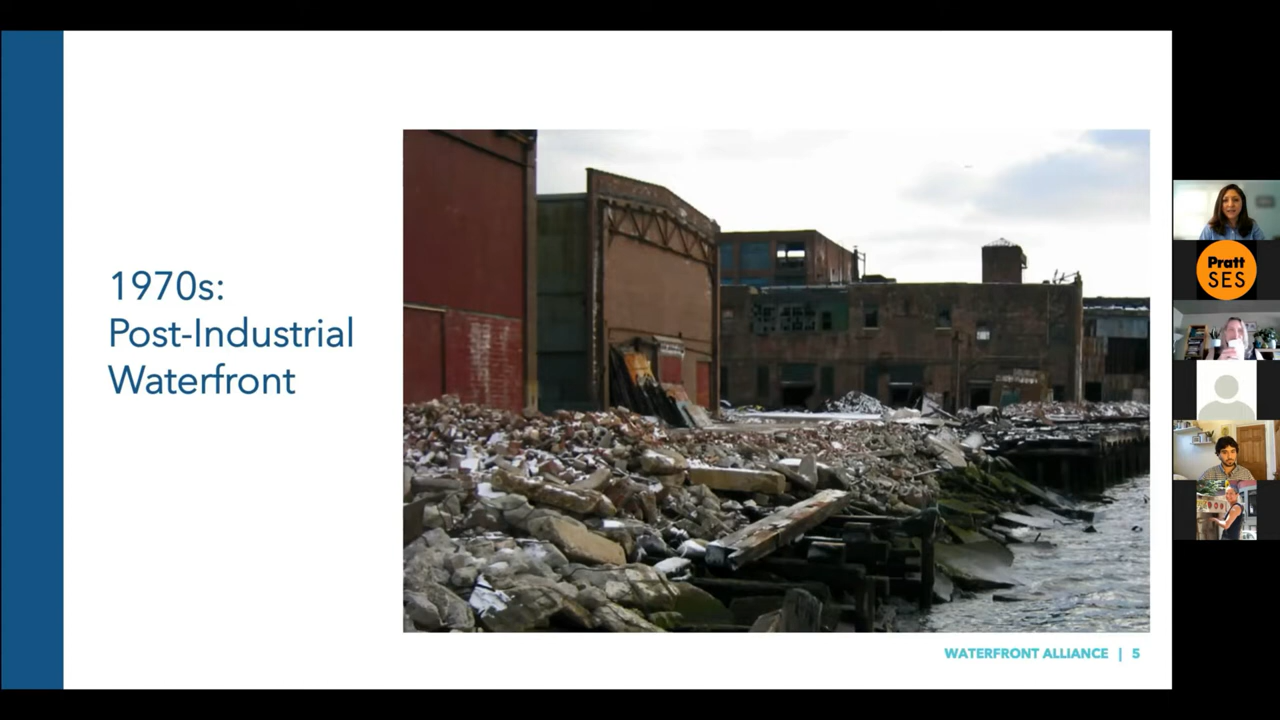 1970s:
Post-Industrial
Waterfront
WATERFRONT ALLIANCE | 5
Pratt
SES